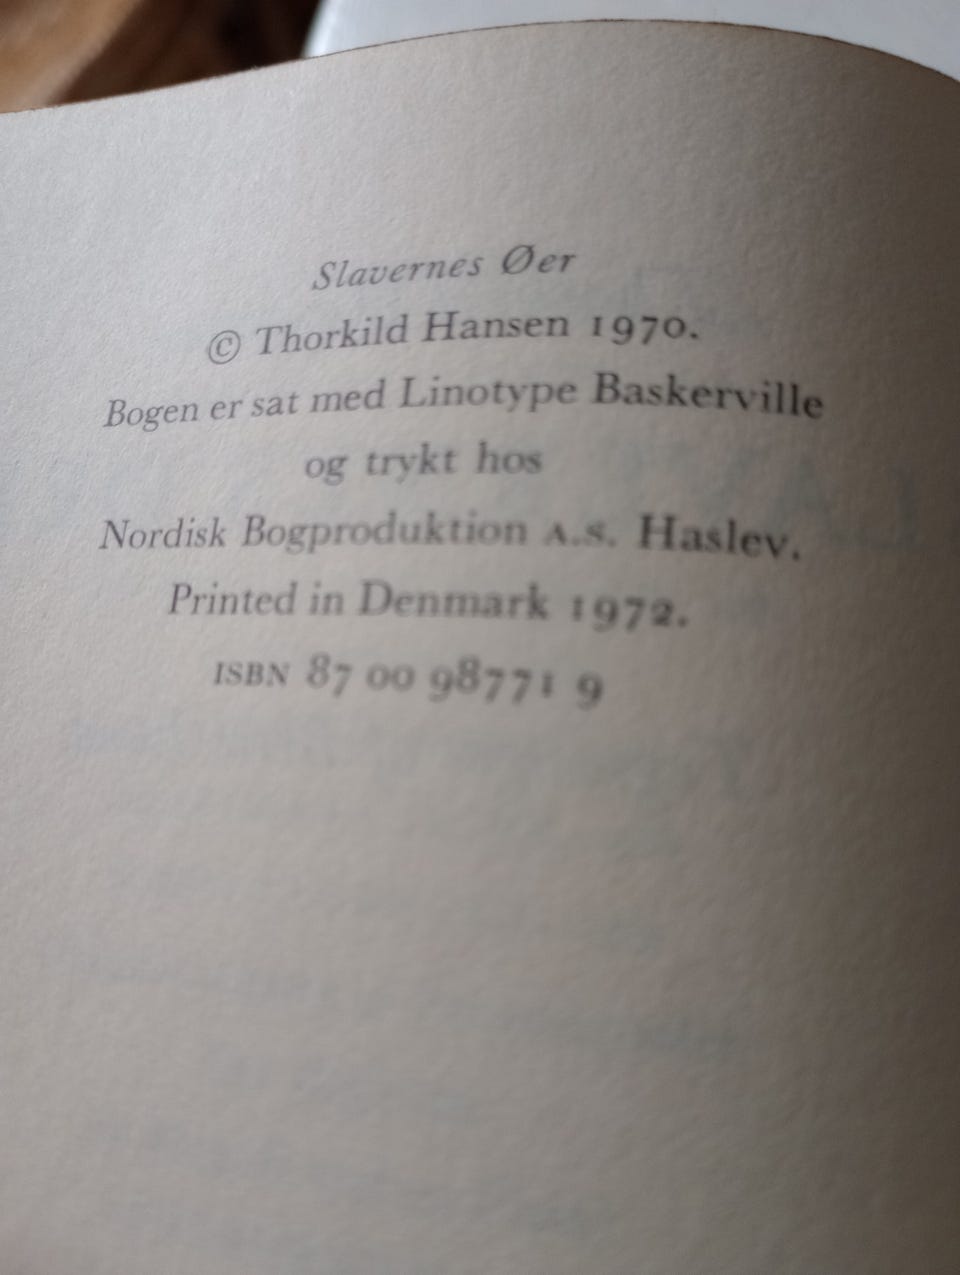 Slavernes Øer
© Thorkild Hansen 1970.
Bogen er sat med Linotype Baskerville
og trykt hos
Nordisk Bogproduktion A.S. Haslev.
Printed in Denmark 1972.
ISBN 87 00 98771 9